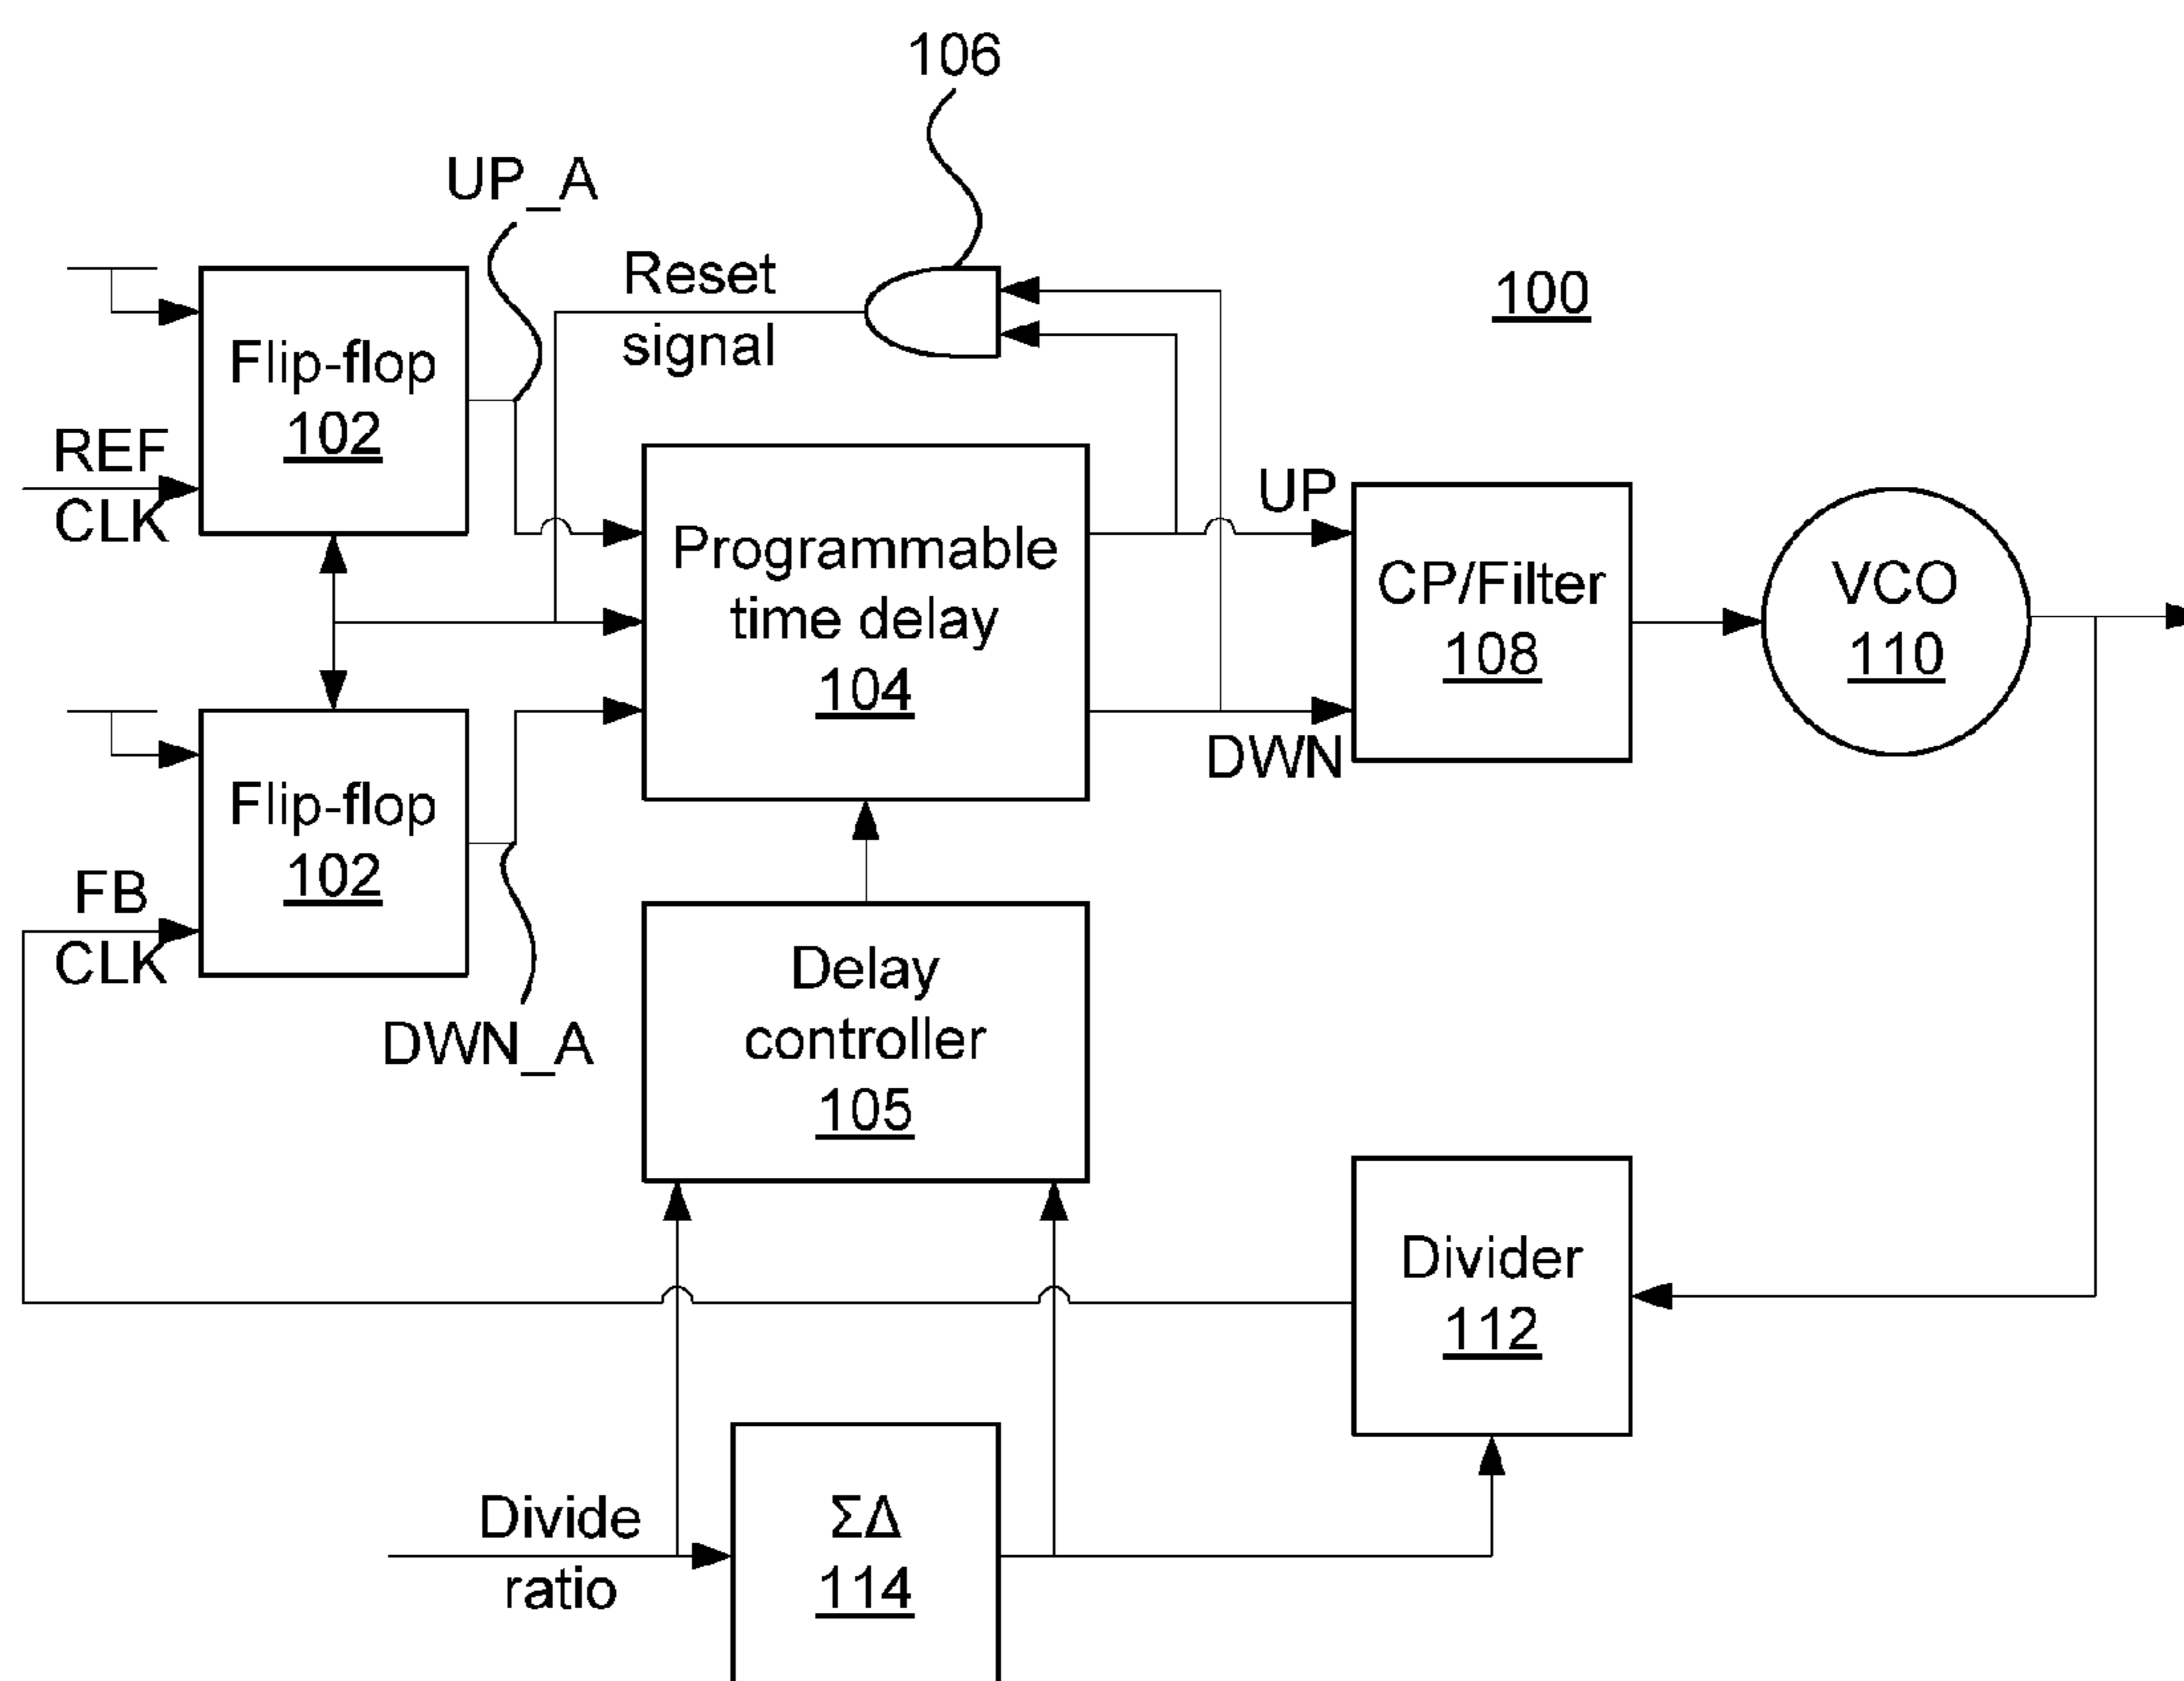 106
UP_A
Reset
signal
100
Flip-flop
102
REF
CLK
UP
Programmable
time delay
104
CP/Filter
108
VCO
110
DWN
Flip-flop
102
FB
CLK
DWN_A
Delay
controller
105
Divider
112
Divide
ratio
ΣΔ
114